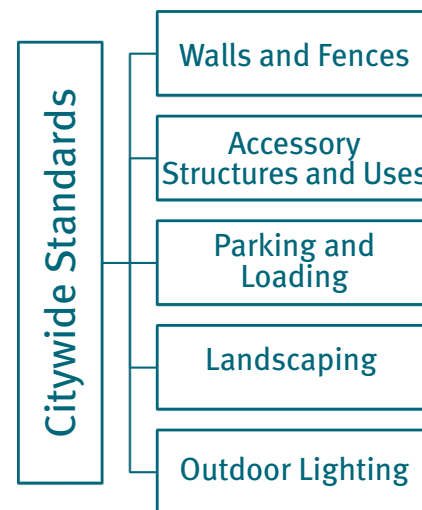 Citywide Standards
Walls and Fences
Accessory
Structures and Uses
Parking and
Loading
Landscaping
Outdoor Lighting